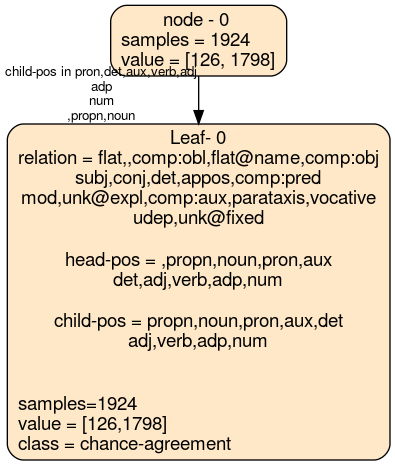 node - 0
samples = 1924
value = [126, 1798]
child-pos in pron,det,aux,verb,adj
adp
num
,propn,noun
Leaf- 0
relation = flat,,comp:obl,flat@name,comp:obj
subj,conj,det,appos,comp:pred
mod,unk@expl,comp:aux,parataxis,vocative
udep,unk@fixed
head-pos = ,propn,noun,pron,aux
det,adj,verb,adp,num
child-pos = propn,noun,pron,aux,det
adj,verb,adp,num
samples=1924
value = [126,1798]
class = chance-agreement